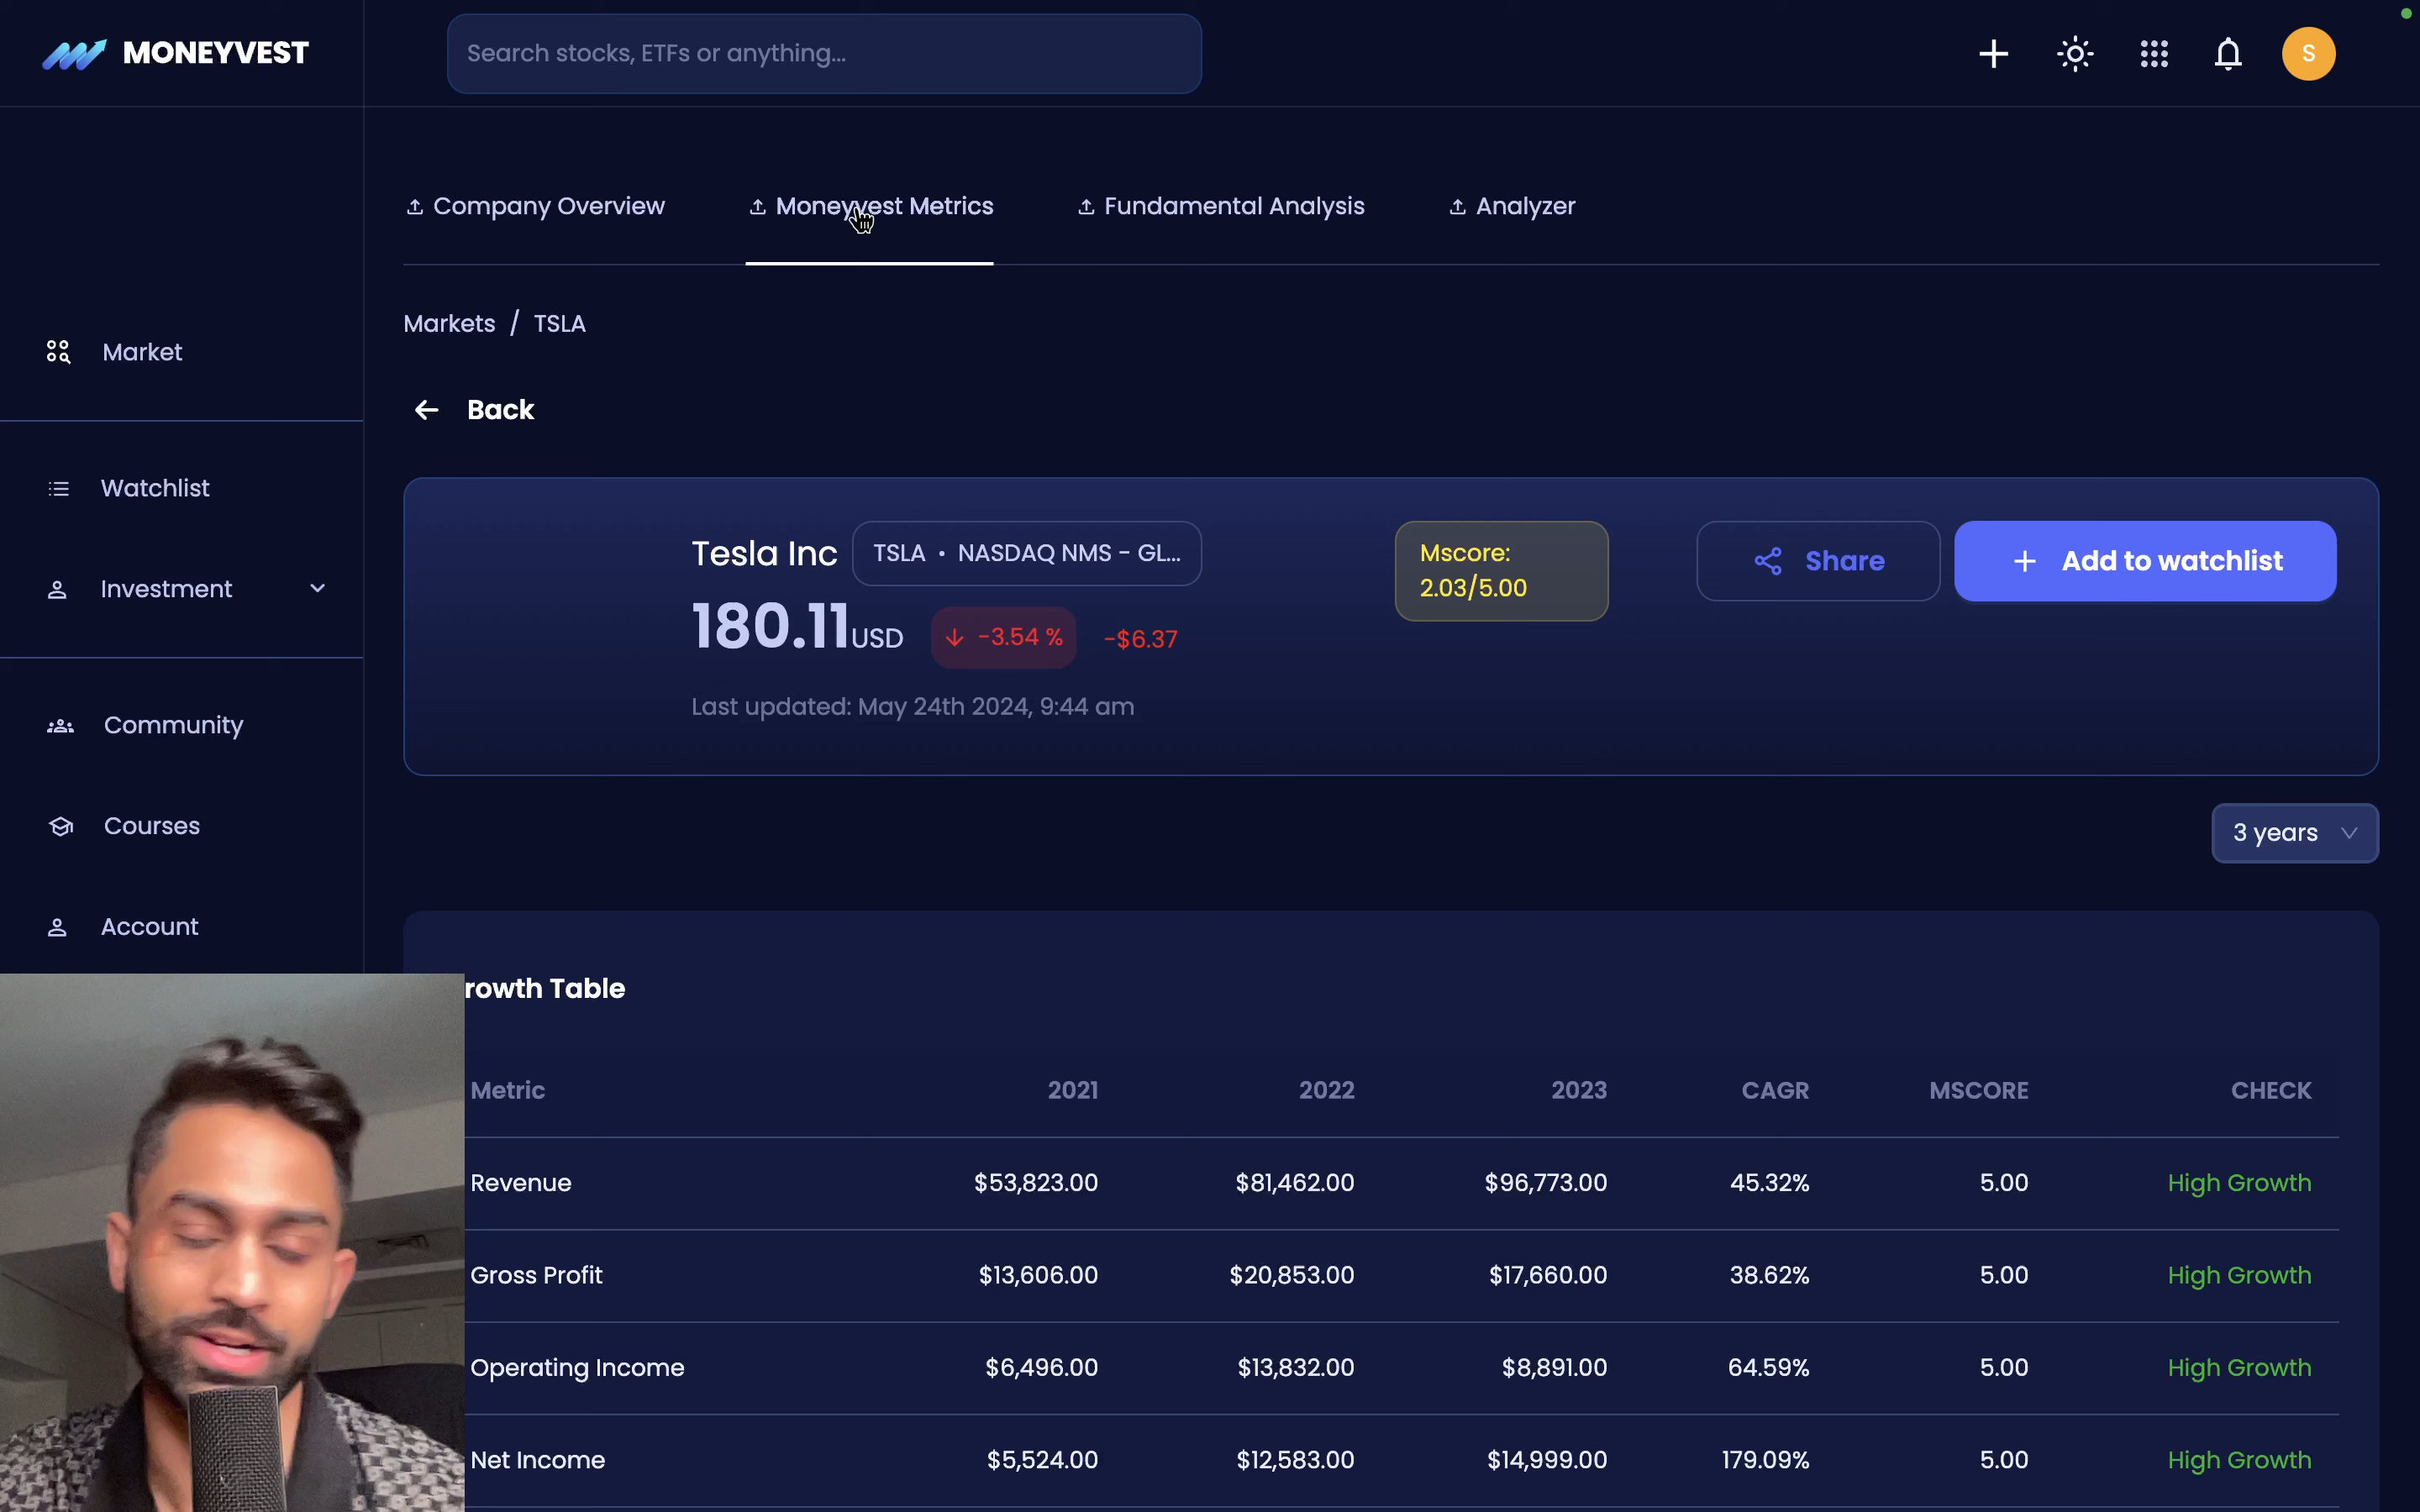 MONEYVEST
Search stocks, ETFs or anything...
S
Company Overview
Moneyvest Metrics
Fundamental Analysis
Analyzer
Markets / TSLA
Back
Market
Watchlist
Investment
Community
Courses
Account
Tesla Inc
TSLA • NASDAQ NMS - GL...
180.11USD
-3.54 %
-$6.37
Last updated: May 24th 2024, 9:44 am
Mscore:
2.03/5.00
Share
Add to watchlist
3 years
rowth Table
Metric 2021 2022 2023 CAGR MSCORE CHECK
Revenue $53,823.00 $81,462.00 $96,773.00 45.32% 5.00 High Growth
Gross Profit $13,606.00 $20,853.00 $17,660.00 38.62% 5.00 High Growth
Operating Income $6,496.00 $13,832.00 $8,891.00 64.59% 5.00 High Growth
Net Income $5,524.00 $12,583.00 $14,999.00 179.09% 5.00 High Growth